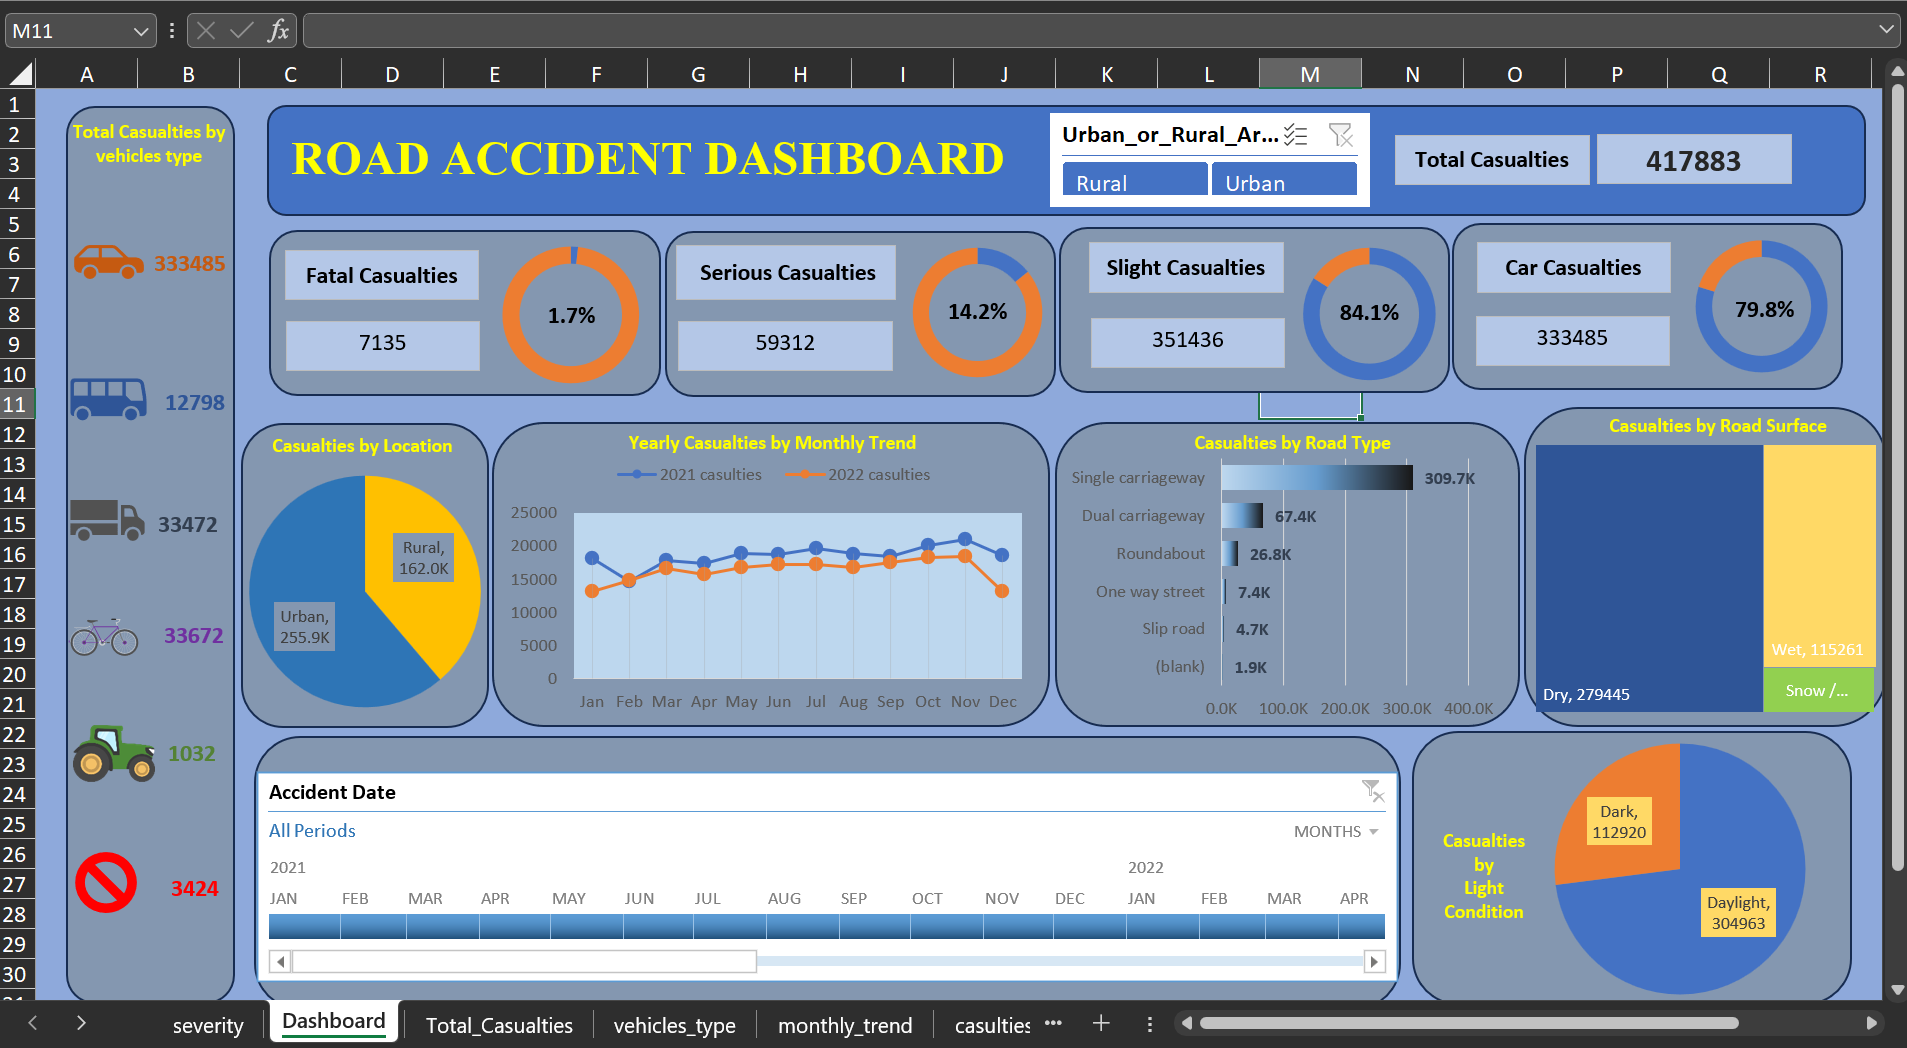 M11
fx
A B C D E F G H I J K L M N O P Q R
1
2
3
4
5
6
7
8
9
10
11
12
13
14
15
16
17
18
19
20
21
22
23
24
25
26
27
28
29
30
Total Casualties by
vehicles type
333485
12798
33472
33672
1032
3424
ROAD ACCIDENT DASHBOARD
Urban_or_Rural_Ar...
Rural
Urban
Total Casualties
417883
Fatal Casualties
7135
1.7%
Serious Casualties
59312
14.2%
Slight Casualties
351436
84.1%
Car Casualties
333485
79.8%
Casualties by Location
Rural,
162.0K
Urban,
255.9K
Yearly Casualties by Monthly Trend
2021 casulties
2022 casulties
25000
20000
15000
10000
5000
0
Jan Feb Mar Apr May Jun Jul Aug Sep Oct Nov Dec
Casualties by Road Type
Single carriageway 309.7K
Dual carriageway 67.4K
Roundabout 26.8K
One way street 7.4K
Slip road 4.7K
(blank) 1.9K
0.0K 100.0K 200.0K 300.0K 400.0K
Casualties by Road Surface
Dry, 279445
Wet, 115261
Snow /...
Accident Date
All Periods
MONTHS
2021 2022
JAN FEB MAR APR MAY JUN JUL AUG SEP OCT NOV DEC JAN FEB MAR APR
Casualties
by
Light
Condition
Dark,
112920
Daylight,
304963
severity Dashboard Total_Casualties vehicles_type monthly_trend casulties ...